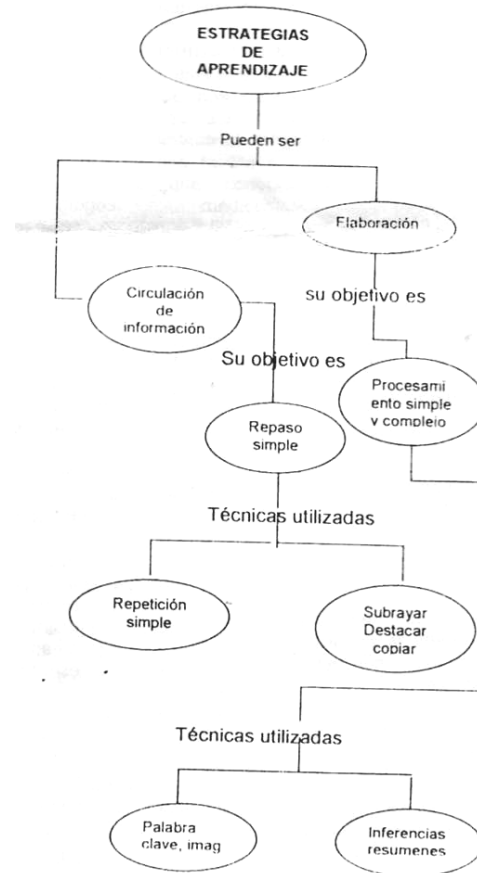 ESTRATEGIAS
DE
APRENDIZAJE
Pueden ser
Elaboración
Circulación
de
información
su objetivo es
Su objetivo es
Procesami
ento simple
y complejo
Repaso
simple
Técnicas utilizadas
Repetición
simple
Subrayar
Destacar
copiar
Técnicas utilizadas
Palabra
clave, imag
Inferencias
resumenes